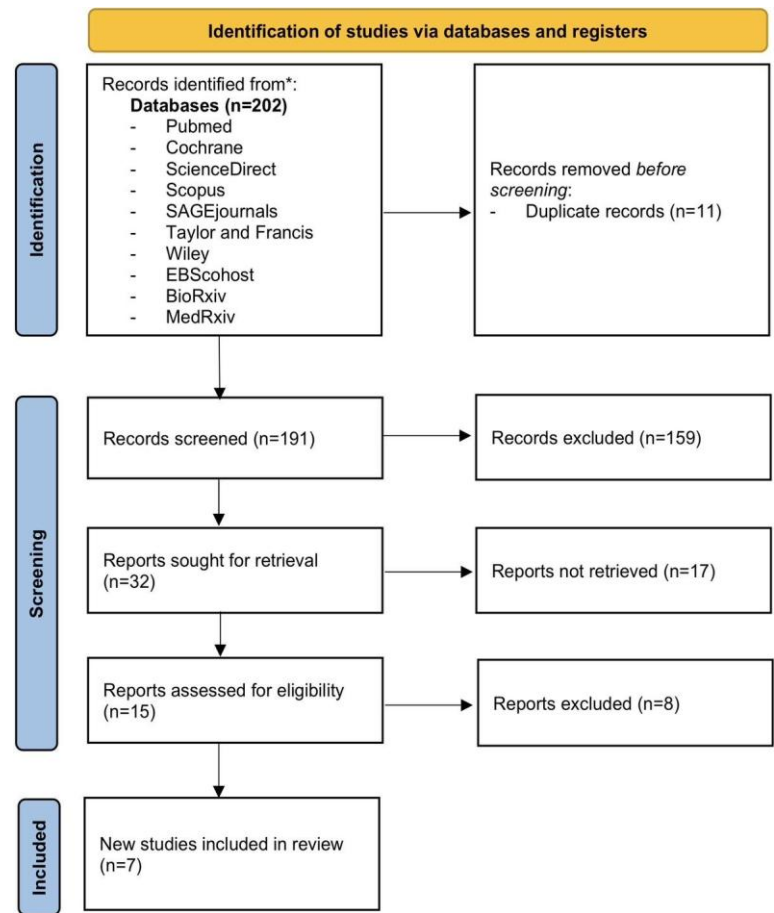 Identification of studies via databases and registers
Identification
Records identified from*:
Databases (n=202)
- Pubmed
- Cochrane
- ScienceDirect
- Scopus
- SAGEjournals
- Taylor and Francis
- Wiley
- EBScohost
- BioRxiv
- MedRxiv
Records removed before
screening:
- Duplicate records (n=11)
Screening
Records screened (n=191)
Records excluded (n=159)
Reports sought for retrieval
(n=32)
Reports not retrieved (n=17)
Reports assessed for eligibility
(n=15)
Reports excluded (n=8)
Included
New studies included in review
(n=7)